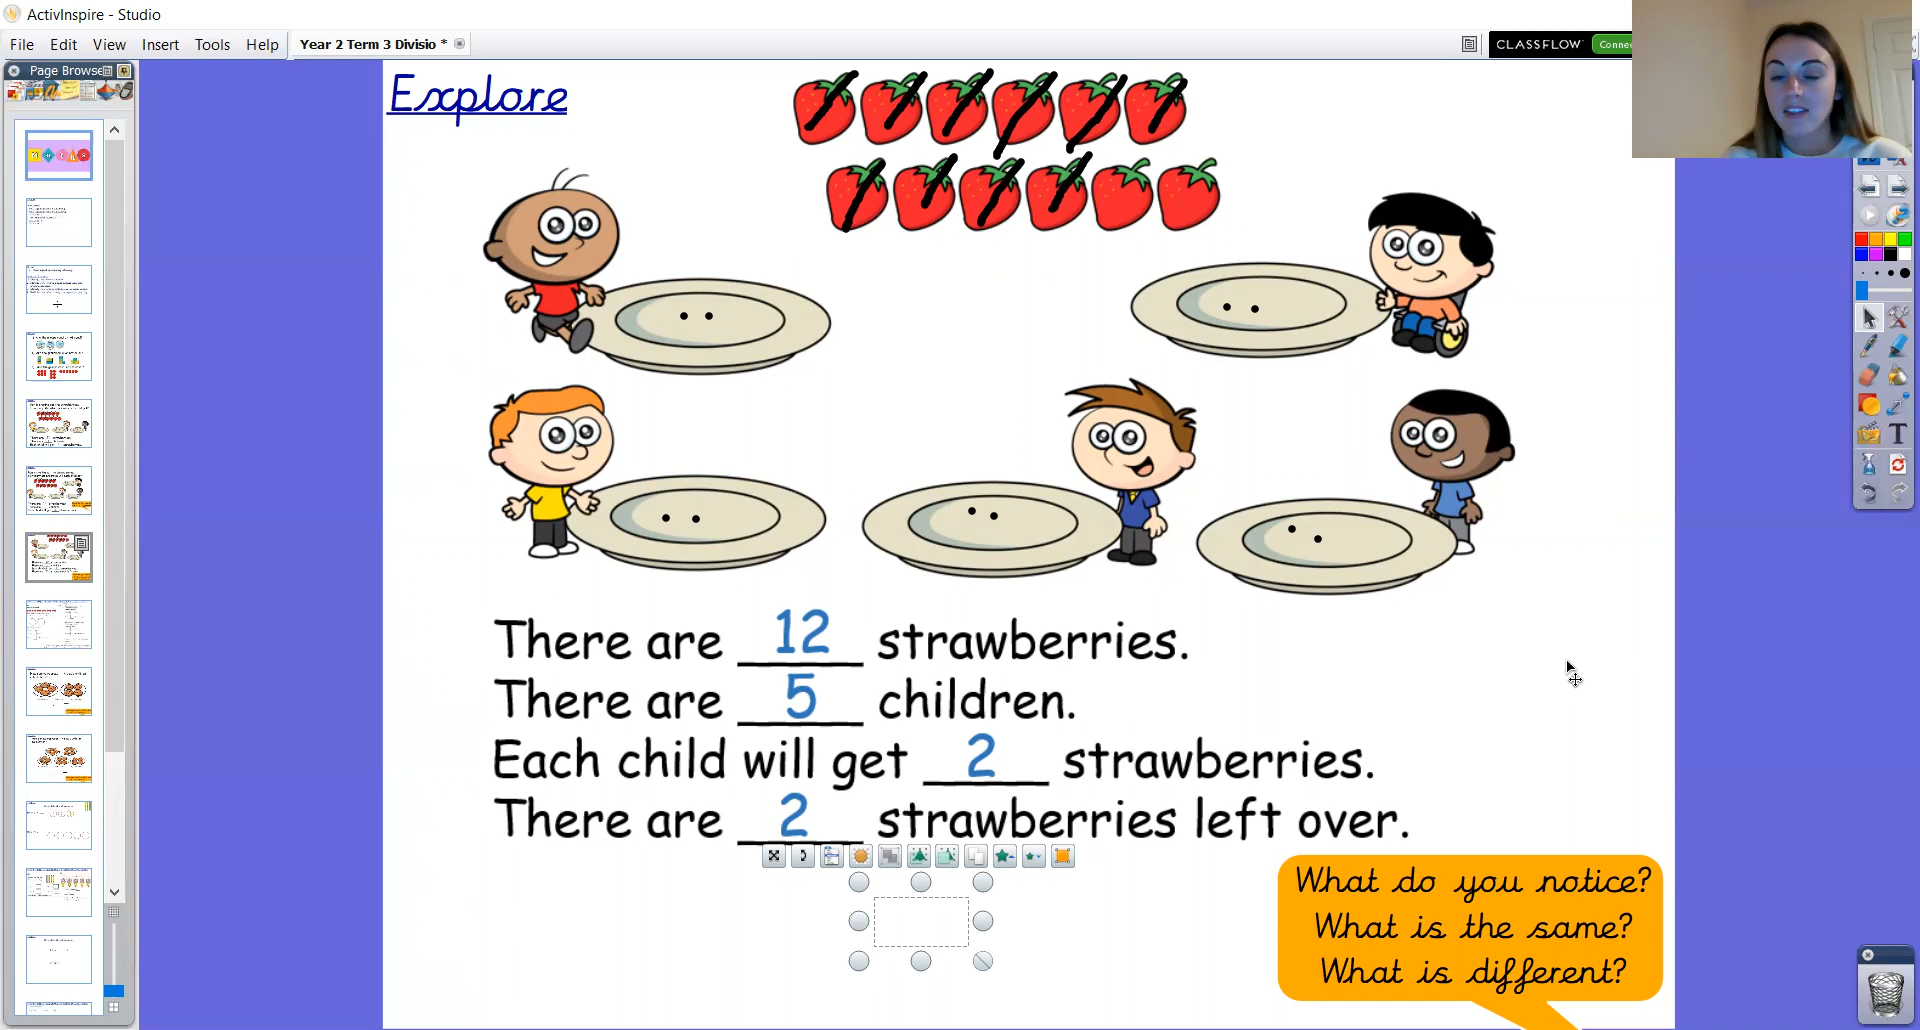 ActivInspire - Studio
File Edit View Insert Tools Help
Year 2 Term 3 Divisio *
CLASSFLOW
Page Browse
Explore
There are 12 strawberries.
There are 5 children.
Each child will get 2 strawberries.
There are 2 strawberries left over.
What do you notice?
What is the same?
What is different?